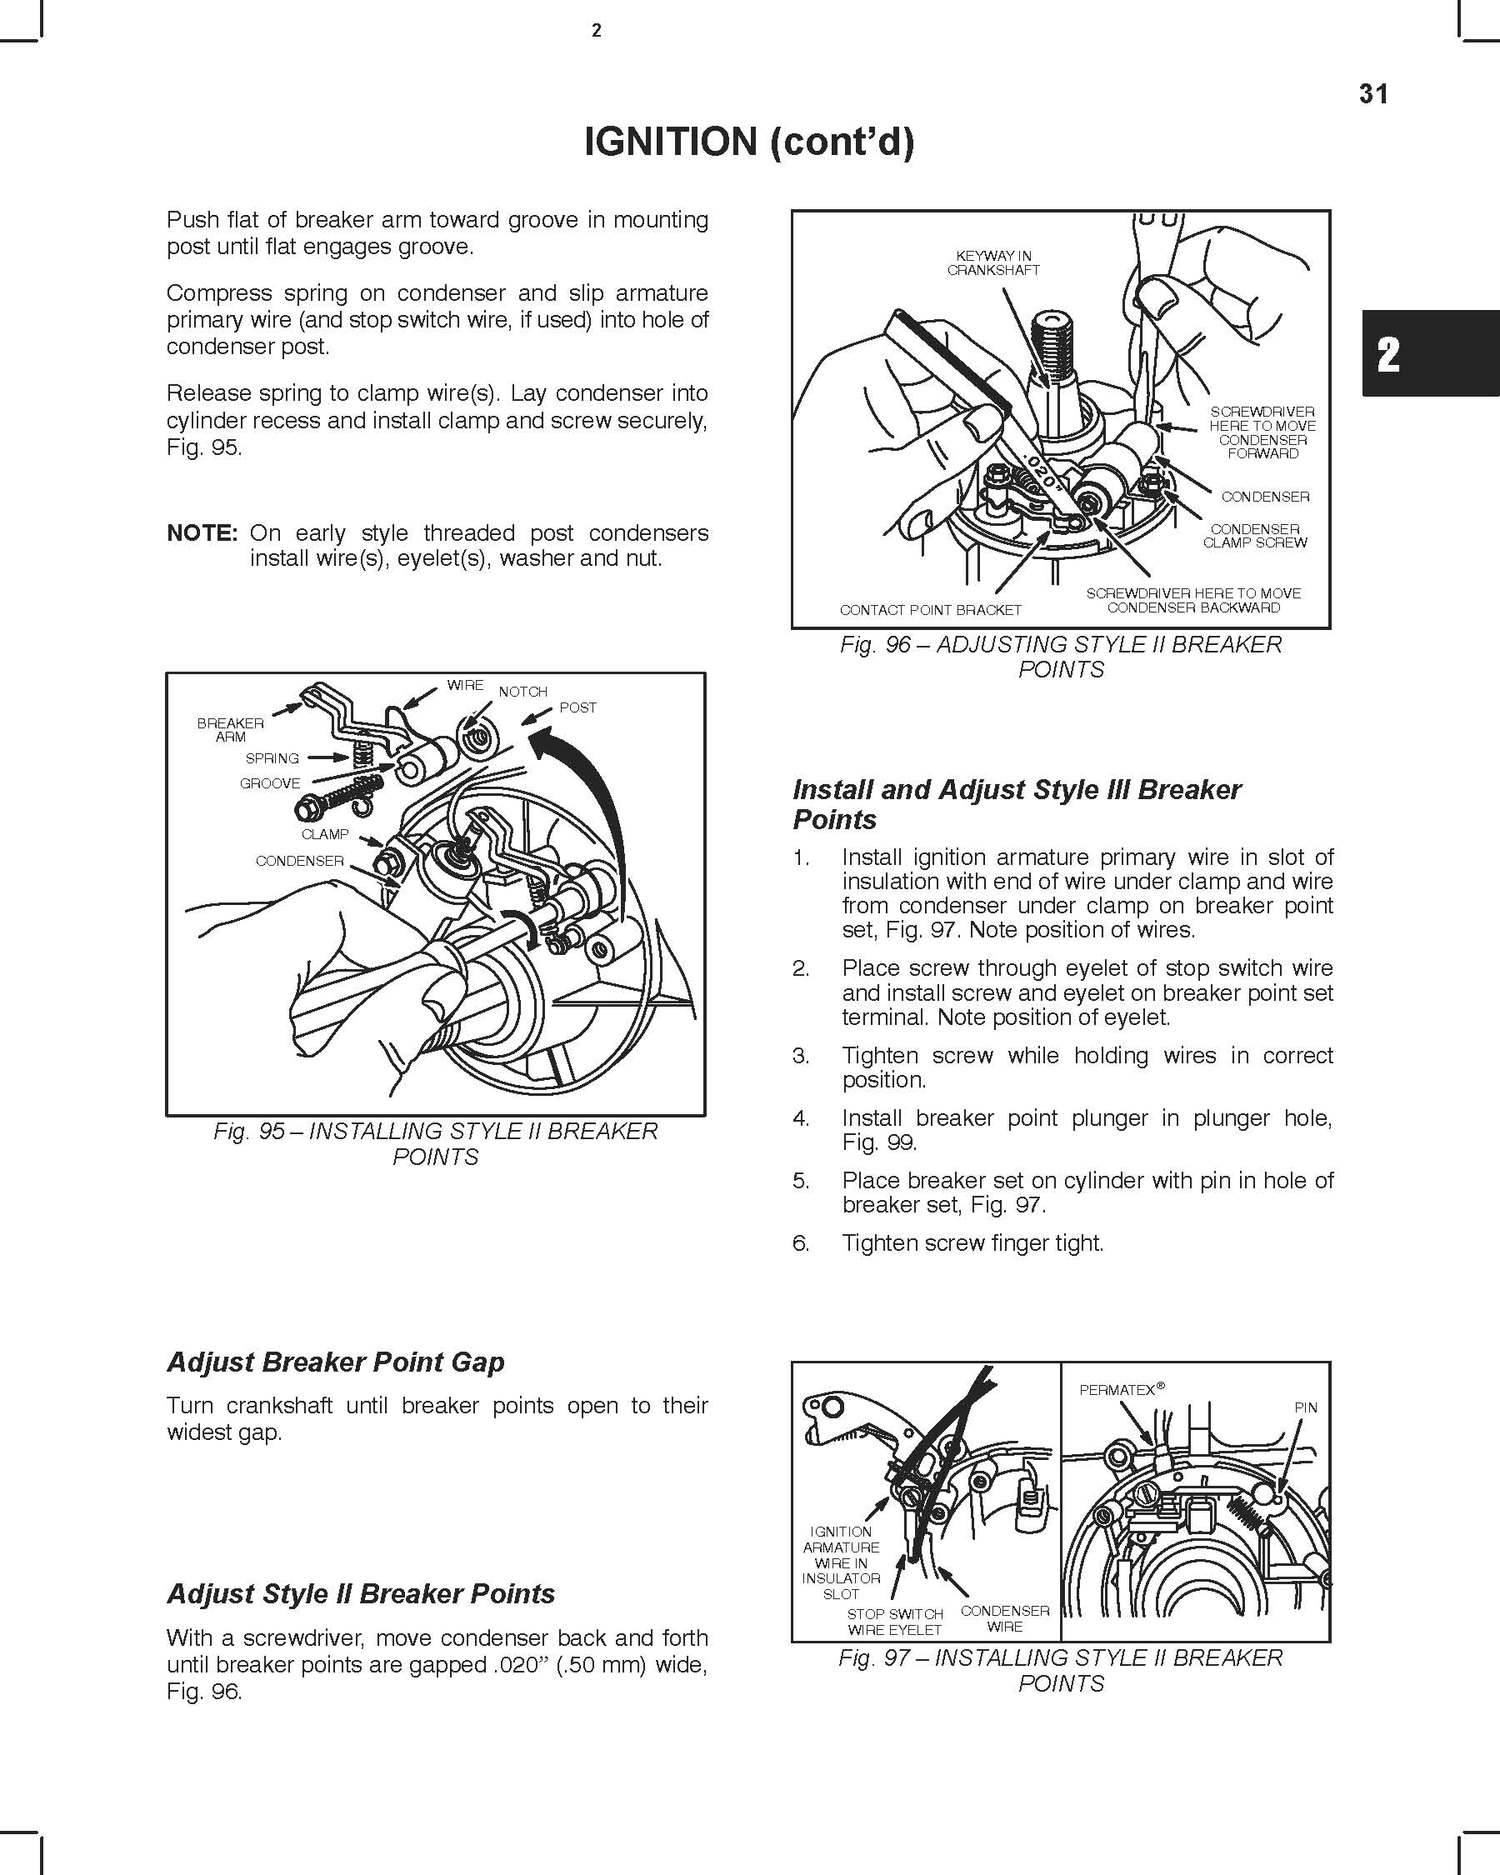 2
31
IGNITION (cont’d)
Push flat of breaker arm toward groove in mounting
post until flat engages groove.
Compress spring on condenser and slip armature
primary wire (and stop switch wire, if used) into hole of
condenser post.
Release spring to clamp wire(s). Lay condenser into
cylinder recess and install clamp and screw securely,
Fig. 95.
NOTE: On early style threaded post condensers
install wire(s), eyelet(s), washer and nut.
WIRE
NOTCH
POST
BREAKER
ARM
SPRING
GROOVE
CLAMP
CONDENSER
Fig. 95 – INSTALLING STYLE II BREAKER
POINTS
Adjust Breaker Point Gap
Turn crankshaft until breaker points open to their
widest gap.
Adjust Style II Breaker Points
With a screwdriver, move condenser back and forth
until breaker points are gapped .020” (.50 mm) wide,
Fig. 96.
KEYWAY IN
CRANKSHAFT
SCREWDRIVER
HERE TO MOVE
CONDENSER
FORWARD
.020"
CONDENSER
CONDENSER
CLAMP SCREW
SCREWDRIVER HERE TO MOVE
CONDENSER BACKWARD
CONTACT POINT BRACKET
Fig. 96 – ADJUSTING STYLE II BREAKER
POINTS
2
Install and Adjust Style III Breaker
Points
1. Install ignition armature primary wire in slot of
insulation with end of wire under clamp and wire
from condenser under clamp on breaker point
set, Fig. 97. Note position of wires.
2. Place screw through eyelet of stop switch wire
and install screw and eyelet on breaker point set
terminal. Note position of eyelet.
3. Tighten screw while holding wires in correct
position.
4. Install breaker point plunger in plunger hole,
Fig. 99.
5. Place breaker set on cylinder with pin in hole of
breaker set, Fig. 97.
6. Tighten screw finger tight.
PERMATEX®
PIN
IGNITION
ARMATURE
WIRE IN
INSULATOR
SLOT
STOP SWITCH
WIRE EYELET
CONDENSER
WIRE
Fig. 97 – INSTALLING STYLE II BREAKER
POINTS